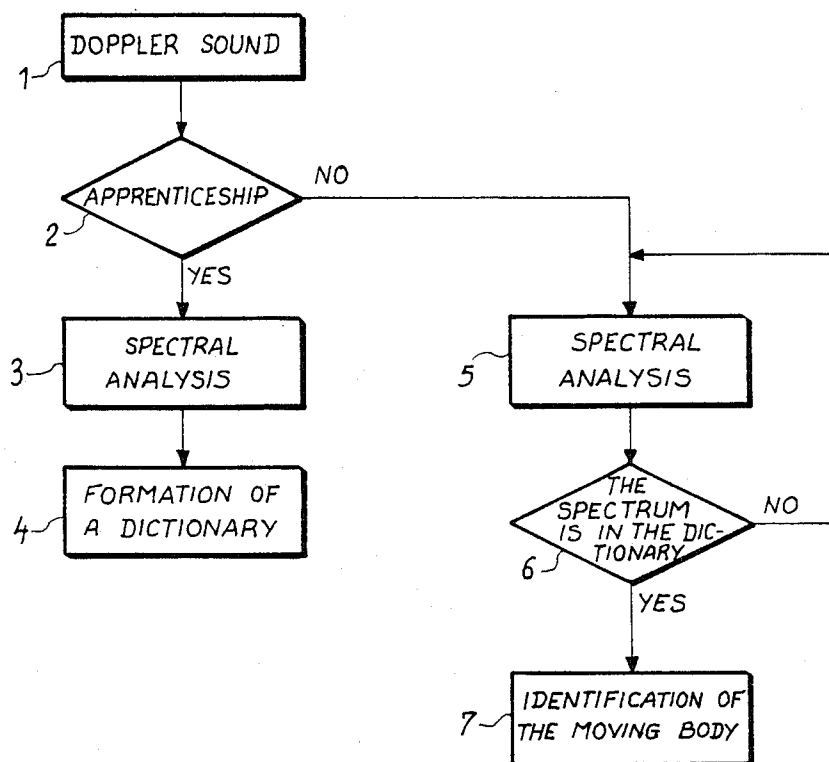 DOPPLER SOUND
1
APPRENTICESHIP
NO
2
YES
SPECTRAL
ANALYSIS
3
FORMATION OF
A DICTIONARY
4
SPECTRAL
ANALYSIS
5
THE
SPECTRUM
IS IN THE DIC-
TIONARY
NO
6
YES
IDENTIFICATION OF
THE MOVING BODY
7